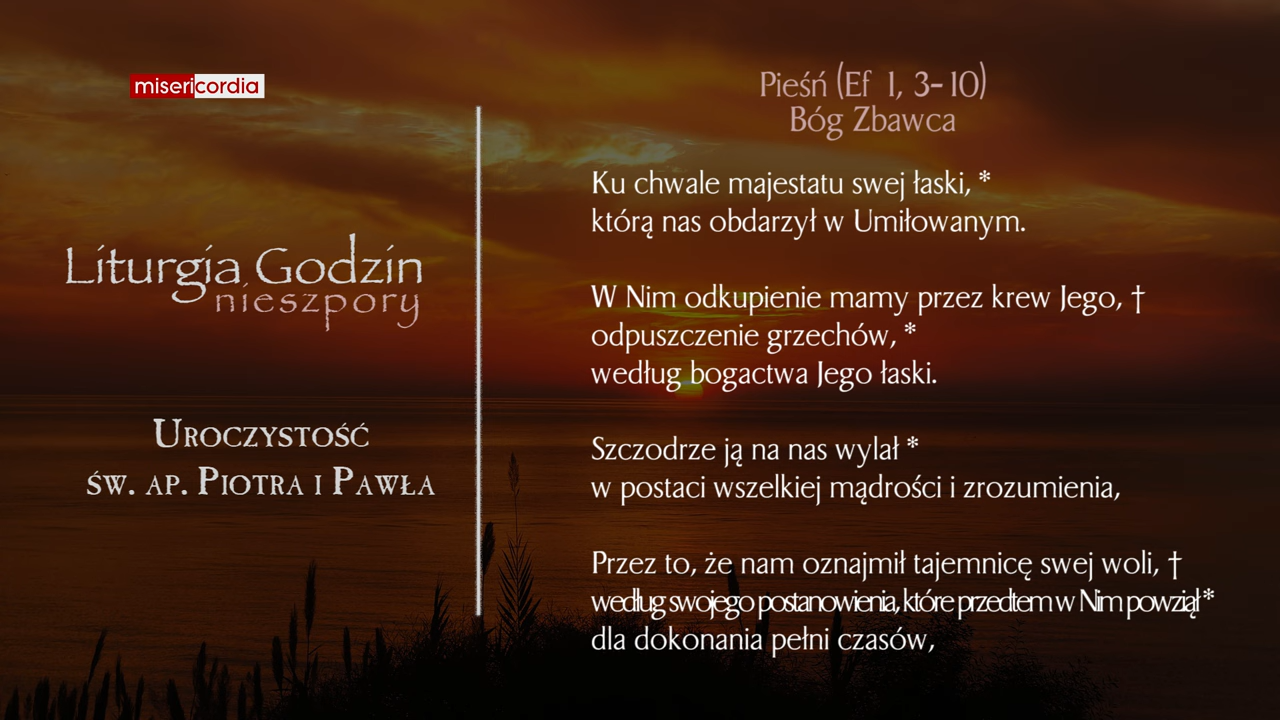 misericordia
Liturgia Godzin
nieszpory
Uroczystość
św. ap. Piotra i Pawła
Pieśń (Ef 1, 3-10)
Bóg Zbawca
Ku chwale majestatu swej łaski, *
którą nas obdarzył w Umiłowanym.
W Nim odkupienie mamy przez krew Jego, †
odpuszczenie grzechów, *
według bogactwa Jego łaski.
Szczodrze ją na nas wylał *
w postaci wszelkiej mądrości i zrozumienia,
Przez to, że nam oznajmił tajemnicę swej woli, †
według swojego postanowienia, które przedtem w Nim powziął *
dla dokonania pełni czasów,